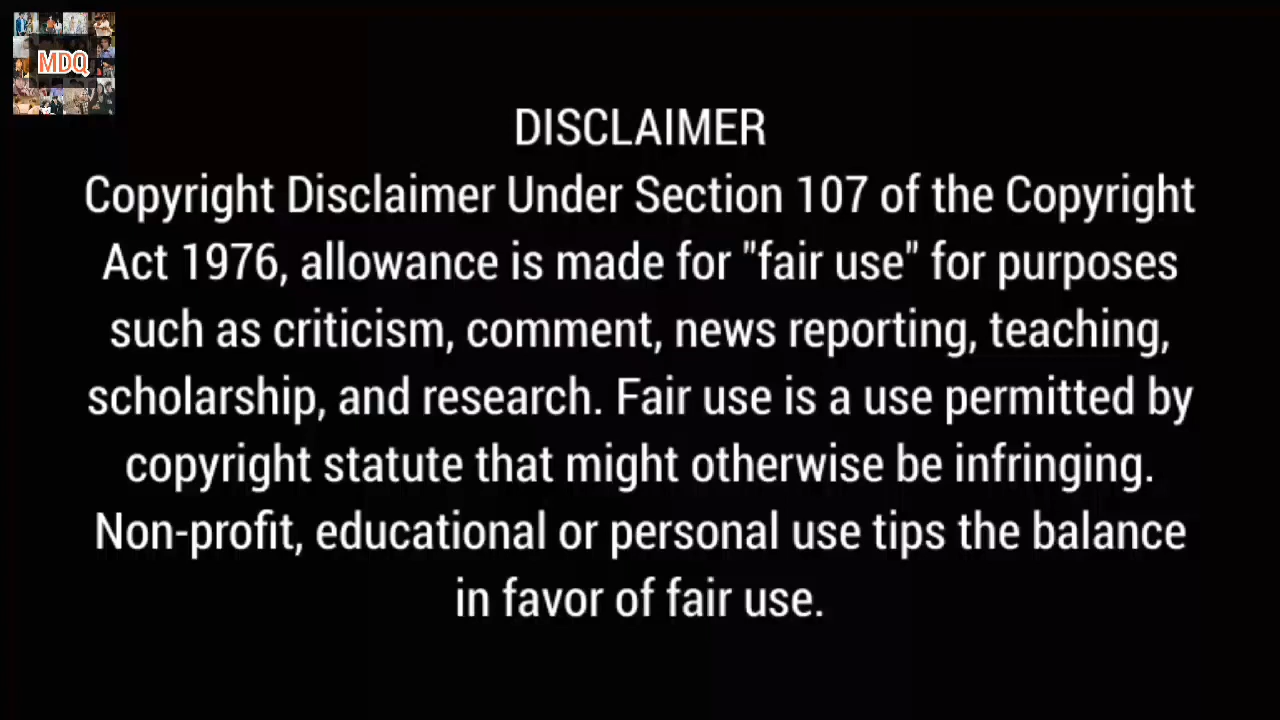 MDQ
DISCLAIMER
Copyright Disclaimer Under Section 107 of the Copyright
Act 1976, allowance is made for "fair use" for purposes
such as criticism, comment, news reporting, teaching,
scholarship, and research. Fair use is a use permitted by
copyright statute that might otherwise be infringing.
Non-profit, educational or personal use tips the balance
in favor of fair use.